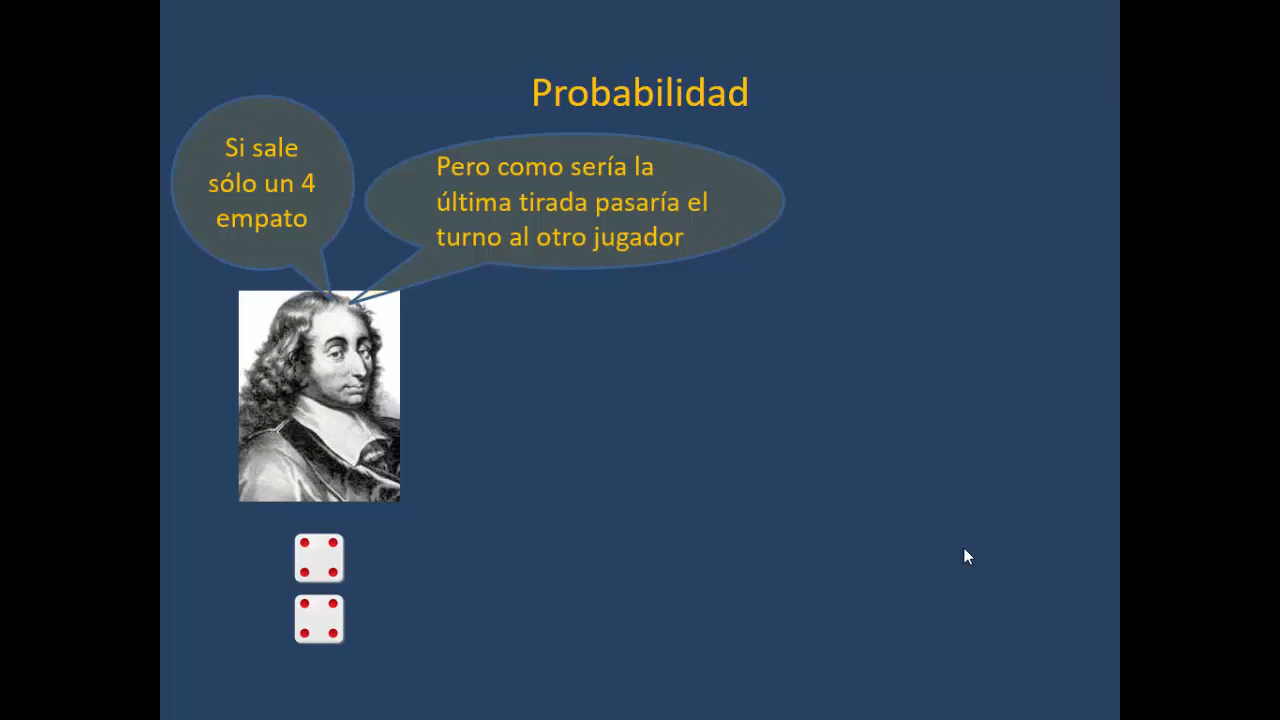 Probabilidad
Si sale
sólo un 4
empato
Pero como sería la
última tirada pasaría el
turno al otro jugador